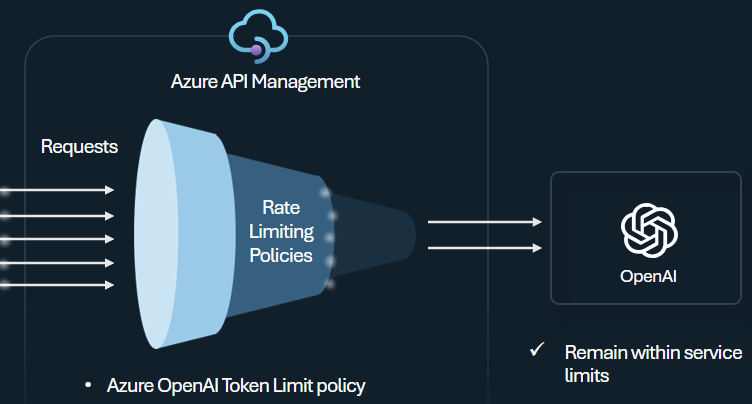 Azure API Management
Requests
Rate
Limiting
Policies
OpenAI
• Azure OpenAI Token Limit policy
✓ Remain within service
limits